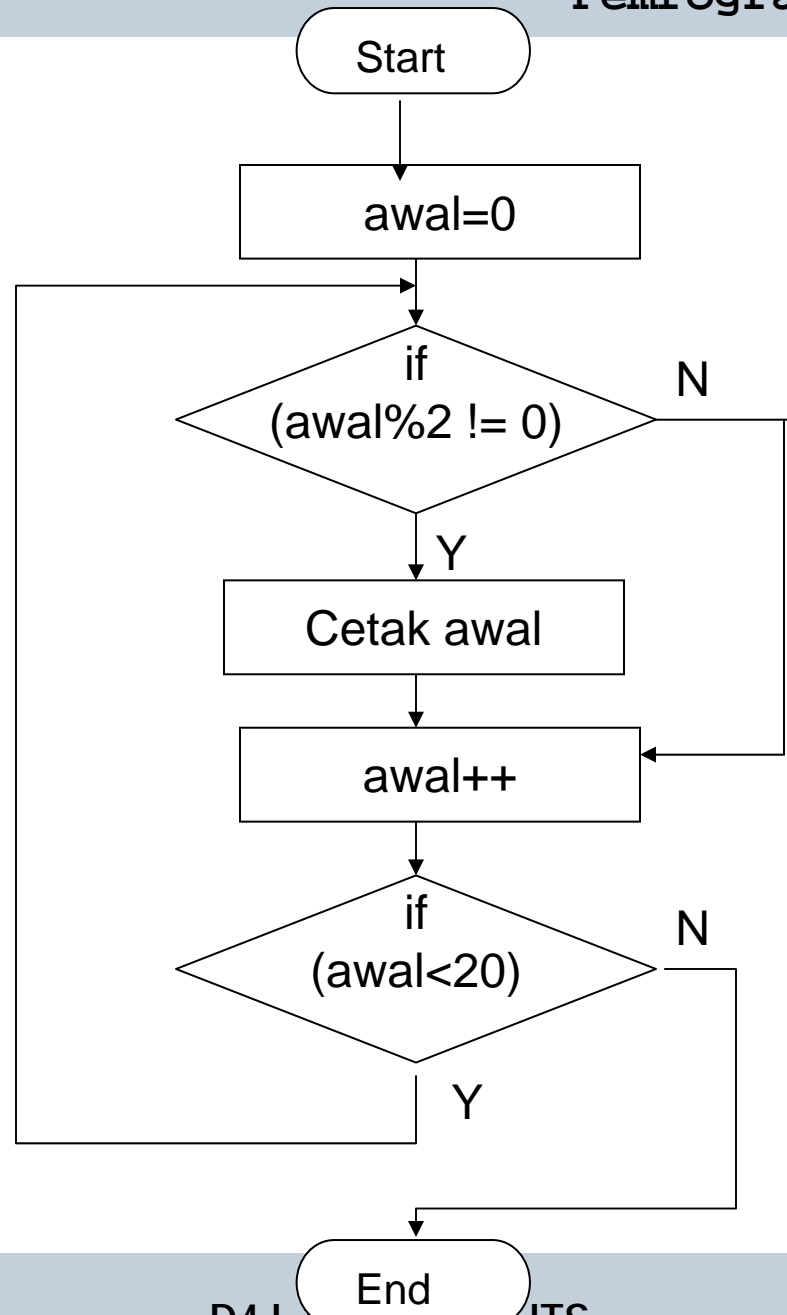 Start
awal=0
if
(awal%2 != 0)
N
Y
Cetak awal
awal++
if
(awal<20)
N
Y
End